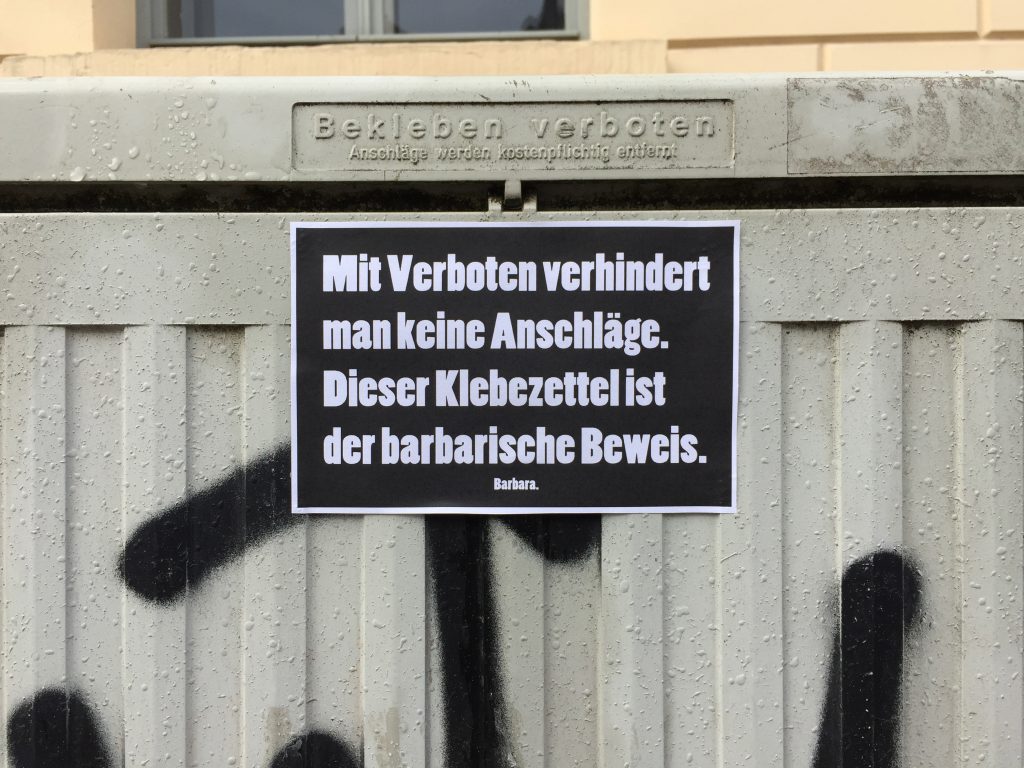 Bekleben verboten
Anschläge werden kostenpflichtig entfernt
Mit Verboten verhindert
man keine Anschläge.
Dieser Klebezettel ist
der barbarische Beweis.
Barbara.